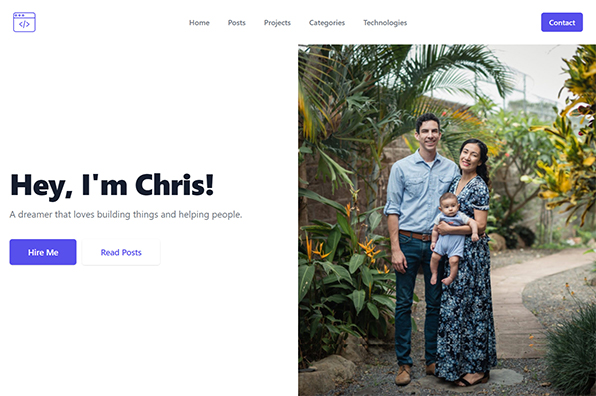 Home
Posts
Projects
Categories
Technologies
Contact
Hey, I'm Chris!
A dreamer that loves building things and helping people.
Hire Me
Read Posts